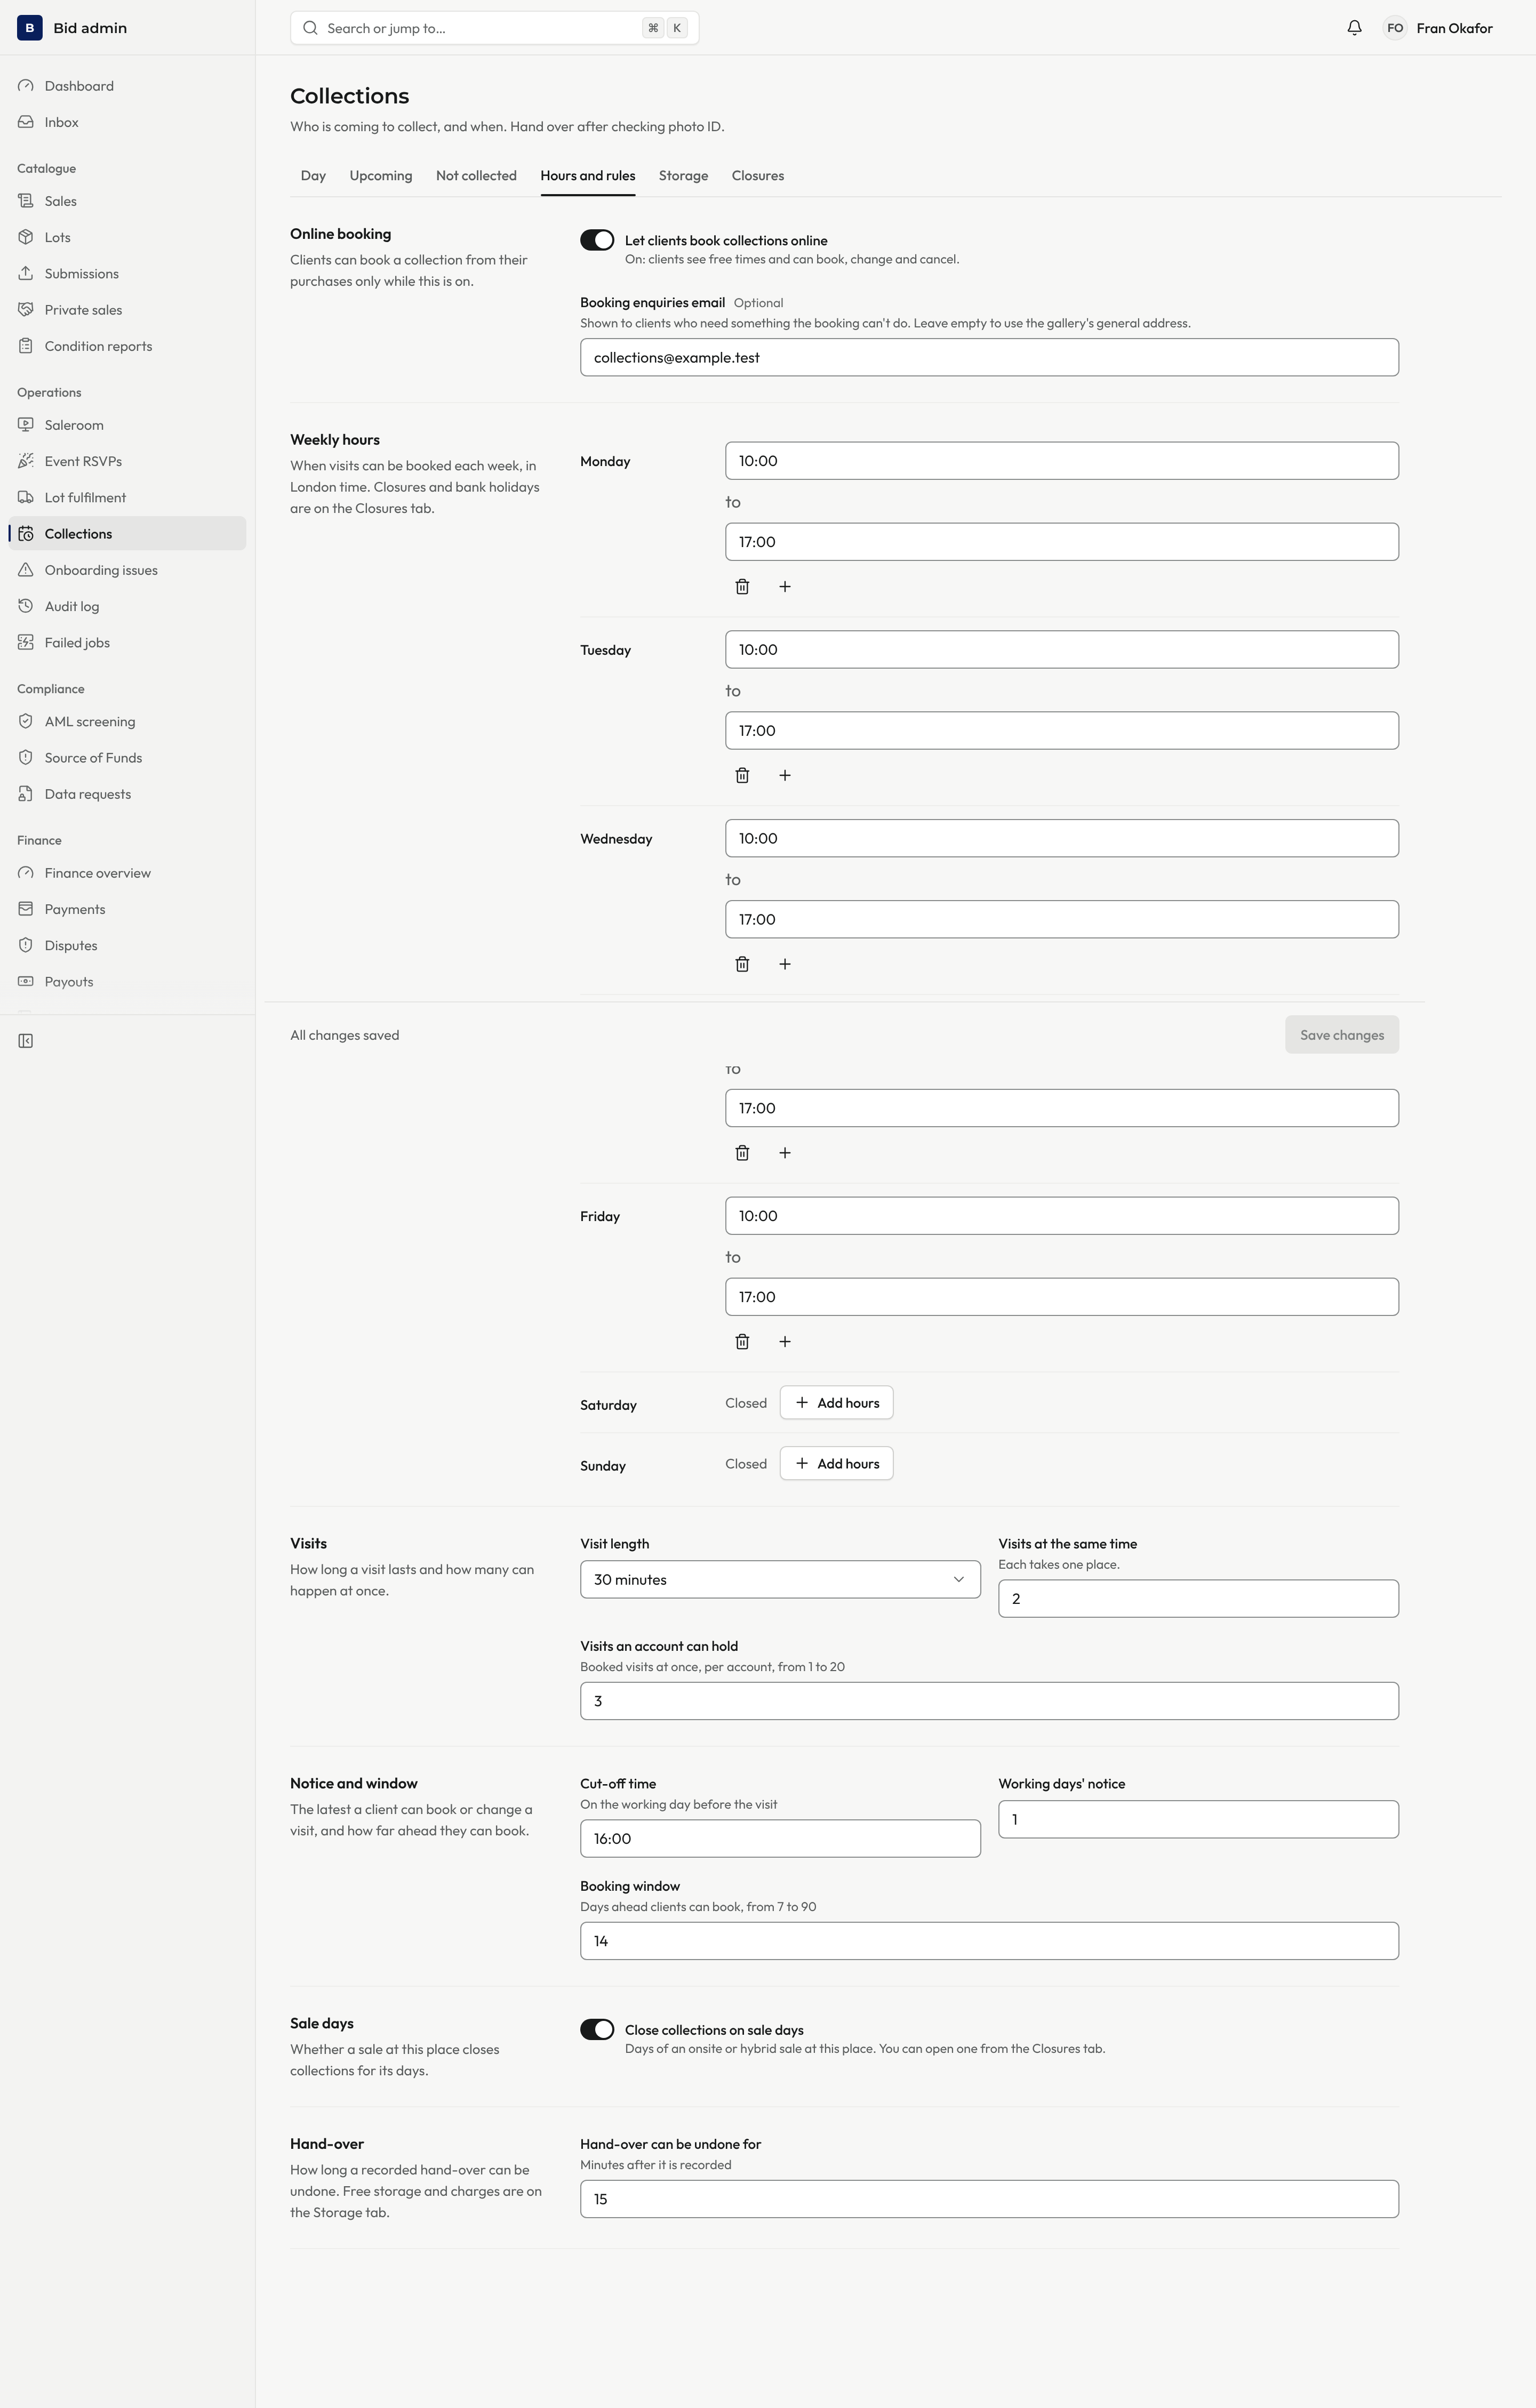 B Bid admin
Search or jump to... ⌘ K
FO Fran Okafor
Dashboard
Inbox
Catalogue
Sales
Lots
Submissions
Private sales
Condition reports
Operations
Saleroom
Event RSVPs
Lot fulfilment
Collections
Onboarding issues
Audit log
Failed jobs
Compliance
AML screening
Source of Funds
Data requests
Finance
Finance overview
Payments
Disputes
Payouts
Collections
Who is coming to collect, and when. Hand over after checking photo ID.
Day Upcoming Not collected Hours and rules Storage Closures
Online booking
Clients can book a collection from their
purchases only while this is on.
Let clients book collections online
On: clients see free times and can book, change and cancel.
Booking enquiries email Optional
Shown to clients who need something the booking can't do. Leave empty to use the gallery's general address.
collections@example.test
Weekly hours
When visits can be booked each week, in
London time. Closures and bank holidays
are on the Closures tab.
Monday
10:00
to
17:00
Tuesday
10:00
to
17:00
Wednesday
10:00
to
17:00
All changes saved
Save changes
to
17:00
Friday
10:00
to
17:00
Saturday
Closed
Add hours
Sunday
Closed
Add hours
Visits
How long a visit lasts and how many can
happen at once.
Visit length
30 minutes
Visits at the same time
Each takes one place.
2
Visits an account can hold
Booked visits at once, per account, from 1 to 20
3
Notice and window
The latest a client can book or change a
visit, and how far ahead they can book.
Cut-off time
On the working day before the visit
16:00
Working days' notice
1
Booking window
Days ahead clients can book, from 7 to 90
14
Sale days
Whether a sale at this place closes
collections for its days.
Close collections on sale days
Days of an onsite or hybrid sale at this place. You can open one from the Closures tab.
Hand-over
How long a recorded hand-over can be
undone. Free storage and charges are on
the Storage tab.
Hand-over can be undone for
Minutes after it is recorded
15